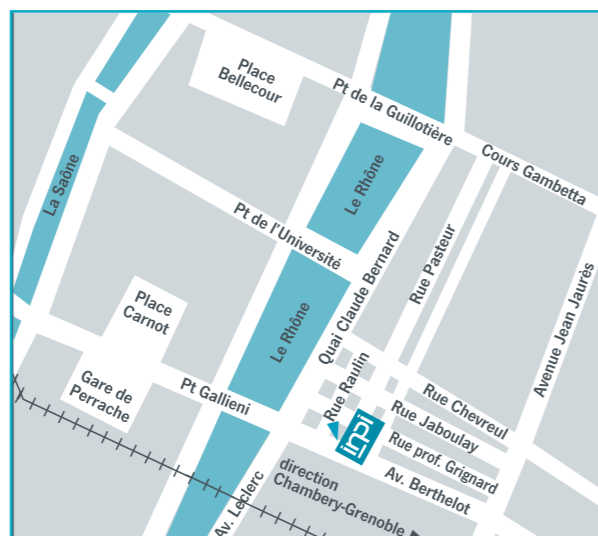 Place
Bellecour
Pt de la Guillotière
Cours Gambetta
La Saône
Le Rhône
Pt de l'Université
Quai Claude Bernard
Rue Pasteur
Avenue Jean Jaurès
Place
Carnot
Le Rhône
Gare de
Perrache
Pt Gallieni
Rue Raulin
Rue Chevreul
Rue Jaboulay
Rue prof. Grignard
Av. Berthelot
inpi
direction
Chambery-Grenoble
Av. Leclerc